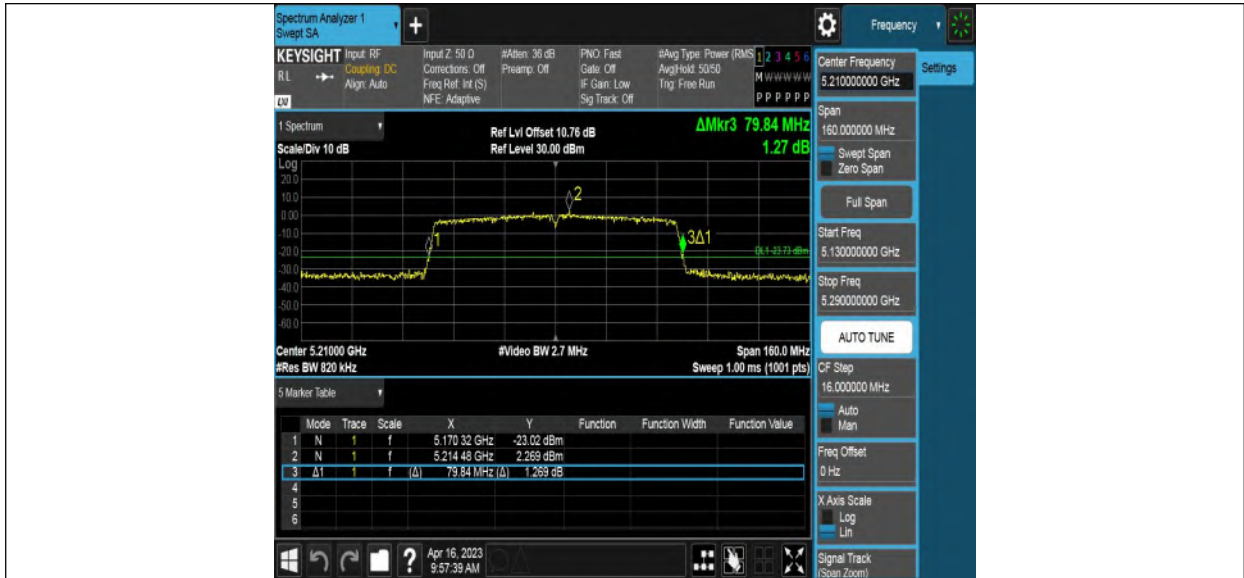 Spectrum Analyzer 1
Swept SA
+
Frequency
KEYSIGHT
RL
LXI
Input: RF
Coupling: DC
Align: Auto
Input Z: 50 Ω
Corrections: Off
Freq Ref: Int (S)
NFE: Adaptive
#Atten: 36 dB
Preamp: Off
PNO: Fast
Gate: Off
IF Gain: Low
Sig Track: Off
#Avg Type: Power (RMS
Avg|Hold: 50/50
Trig: Free Run
1 2 3 4 5 6
M W W W W W
P P P P P P
Center Frequency
5.210000000 GHz
Settings
Span
160.000000 MHz
Swept Span
Zero Span
Full Span
Start Freq
5.130000000 GHz
Stop Freq
5.290000000 GHz
AUTO TUNE
CF Step
16.000000 MHz
Auto
Man
Freq Offset
0 Hz
X Axis Scale
Log
Lin
Signal Track
(Span Zoom)
1 Spectrum
Scale/Div 10 dB
Ref Lvl Offset 10.76 dB
Ref Level 30.00 dBm
ΔMkr3 79.84 MHz
1.27 dB
Log
20.0
10.0
0.00
-10.0
-20.0
-30.0
-40.0
-50.0
-60.0
1
2
3Δ1
DL1 -23.73 dBm
Center 5.21000 GHz
#Res BW 820 kHz
#Video BW 2.7 MHz
Span 160.0 MHz
Sweep 1.00 ms (1001 pts)
5 Marker Table
Mode Trace Scale X Y Function Function Width Function Value
1 N 1 f 5.170 32 GHz -23.02 dBm
2 N 1 f 5.214 48 GHz 2.269 dBm
3 Δ1 1 f (Δ) 79.84 MHz (Δ) 1.269 dB
4
5
6
?
Apr 16, 2023
9:57:39 AM